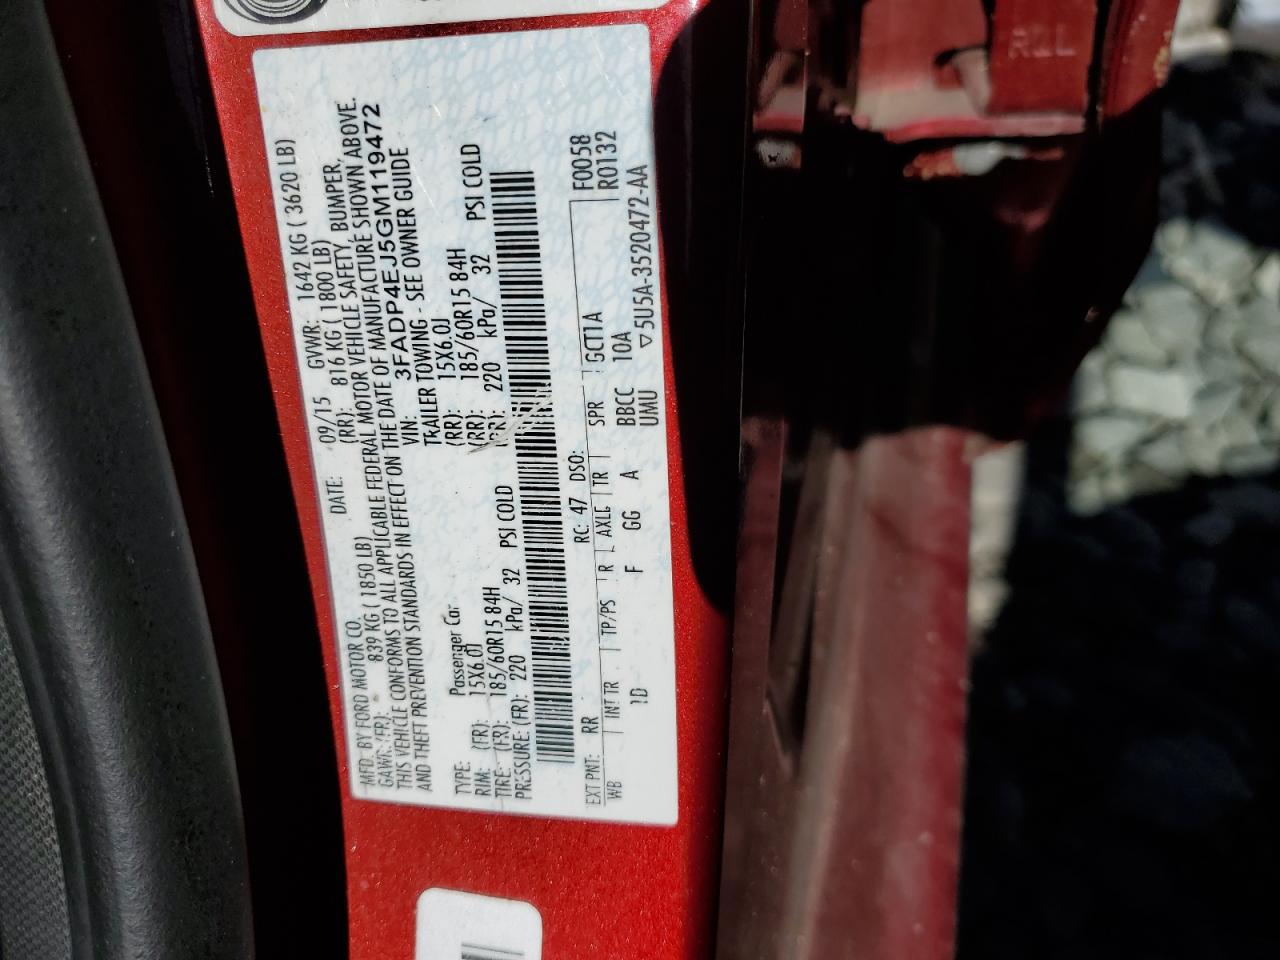 MFD. BY FORD MOTOR CO.
DATE: 09/15 GVWR: 1642 KG ( 3620 LB)
GAWR (FR): 839 KG ( 1850 LB) (RR): 816 KG ( 1800 LB)
THIS VEHICLE CONFORMS TO ALL APPLICABLE FEDERAL MOTOR VEHICLE SAFETY, BUMPER,
AND THEFT PREVENTION STANDARDS IN EFFECT ON THE DATE OF MANUFACTURE SHOWN ABOVE.
VIN: 3FADP4EJ5GM119472
TYPE: Passenger Car TRAILER TOWING - SEE OWNER GUIDE
RIM: (FR): 15X6.0J (RR): 15X6.0J
TIRE: (FR): 185/60R15 84H (RR): 185/60R15 84H
PRESSURE: (FR): 220 kPa/ 32 PSI COLD (RR): 220 kPa/ 32 PSI COLD
EXT PNT: RR RC: 47 DSO: F0058
WB INT TR TP/PS R AXLE TR SPR GCT1A R0132
1D F GG A BBCC 10A
UMU ▽5U5A-3520472-AA